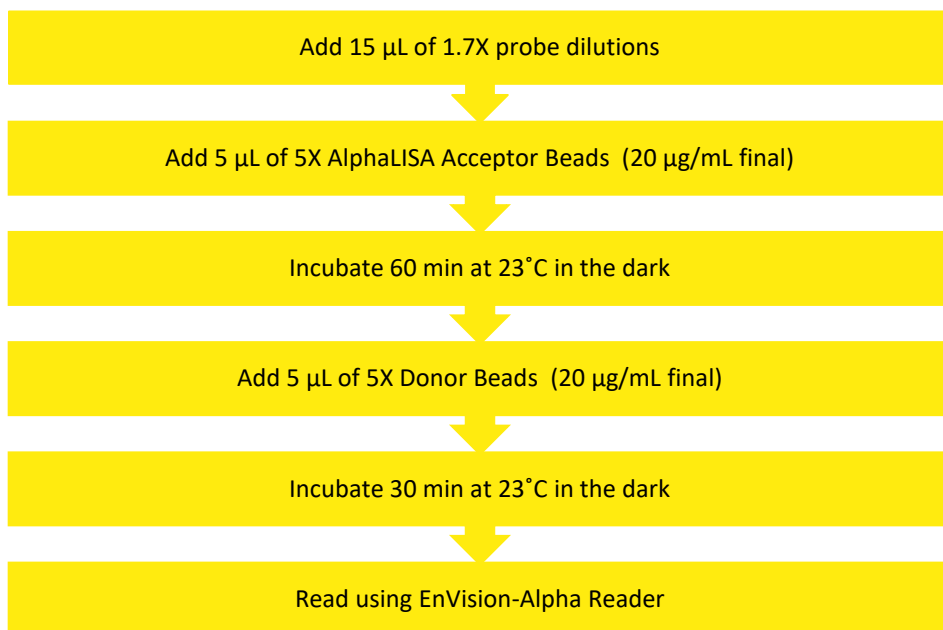 Add 15 µL of 1.7X probe dilutions
Add 5 µL of 5X AlphaLISA Acceptor Beads (20 µg/mL final)
Incubate 60 min at 23˚C in the dark
Add 5 µL of 5X Donor Beads (20 µg/mL final)
Incubate 30 min at 23˚C in the dark
Read using EnVision-Alpha Reader